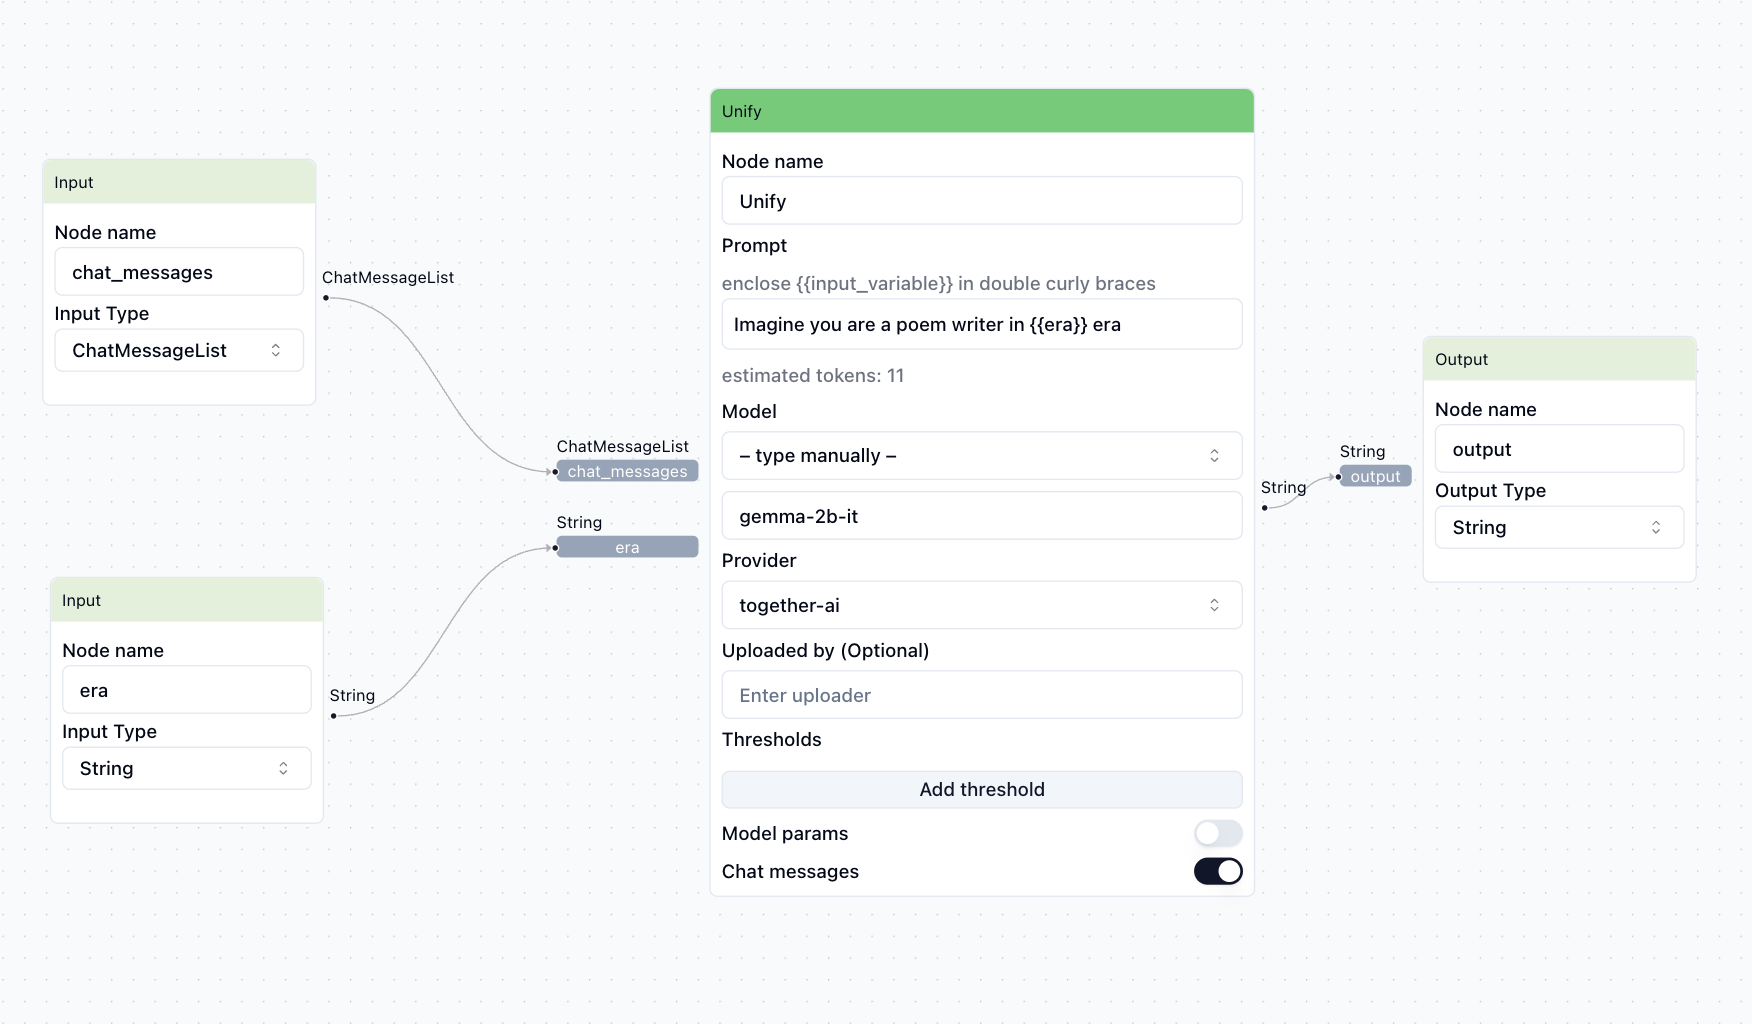 Input
Node name
chat_messages
Input Type
ChatMessageList
ChatMessageList
Input
Node name
era
Input Type
String
String
ChatMessageList
chat_messages
String
era
Unify
Node name
Unify
Prompt
enclose {{input_variable}} in double curly braces
Imagine you are a poem writer in {{era}} era
estimated tokens: 11
Model
– type manually –
gemma-2b-it
Provider
together-ai
Uploaded by (Optional)
Enter uploader
Thresholds
Add threshold
Model params
Chat messages
String
String
output
Output
Node name
output
Output Type
String